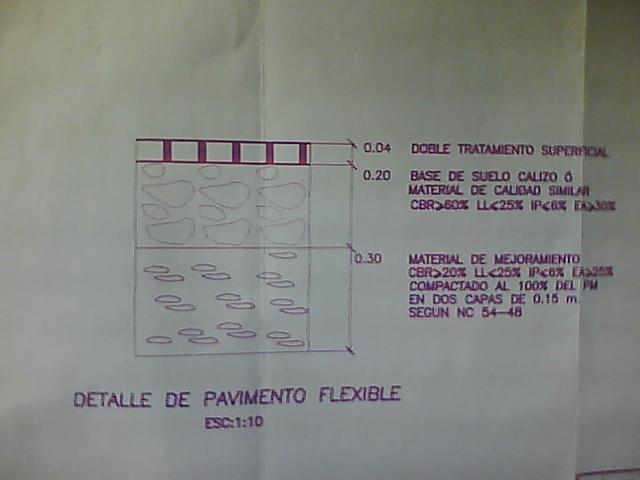 0.04 DOBLE TRATAMIENTO SUPERFICIAL
0.20 BASE DE SUELO CALIZO Ó
MATERIAL DE CALIDAD SIMILAR
CBR>60% LL<25% IP<6% EA>30%
0.30 MATERIAL DE MEJORAMIENTO
CBR>20% LL<25% IP<6% EA>25%
COMPACTADO AL 100% DEL PM
EN DOS CAPAS DE 0.15 m.
SEGUN NC 54-48
DETALLE DE PAVIMENTO FLEXIBLE
ESC:1:10